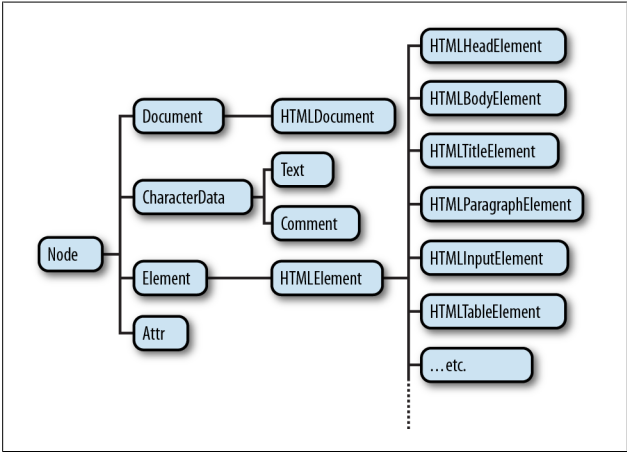 Node
Document
CharacterData
Element
Attr
HTMLDocument
Text
Comment
HTMLElement
HTMLHeadElement
HTMLBodyElement
HTMLTitleElement
HTMLParagraphElement
HTMLInputElement
HTMLTableElement
...etc.